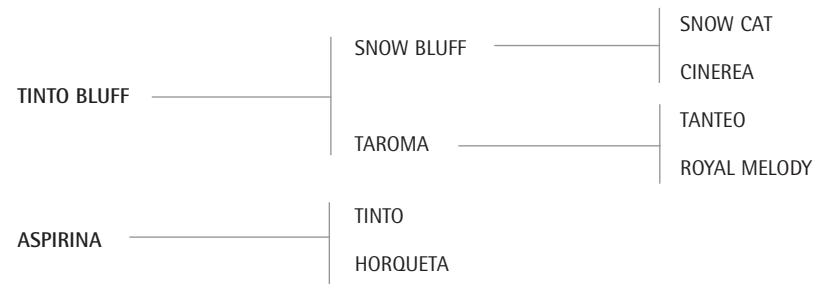 SNOW CAT
SNOW BLUFF
CINEREA
TINTO BLUFF
TANTEO
TAROMA
ROYAL MELODY
TINTO
ASPIRINA
HORQUETA